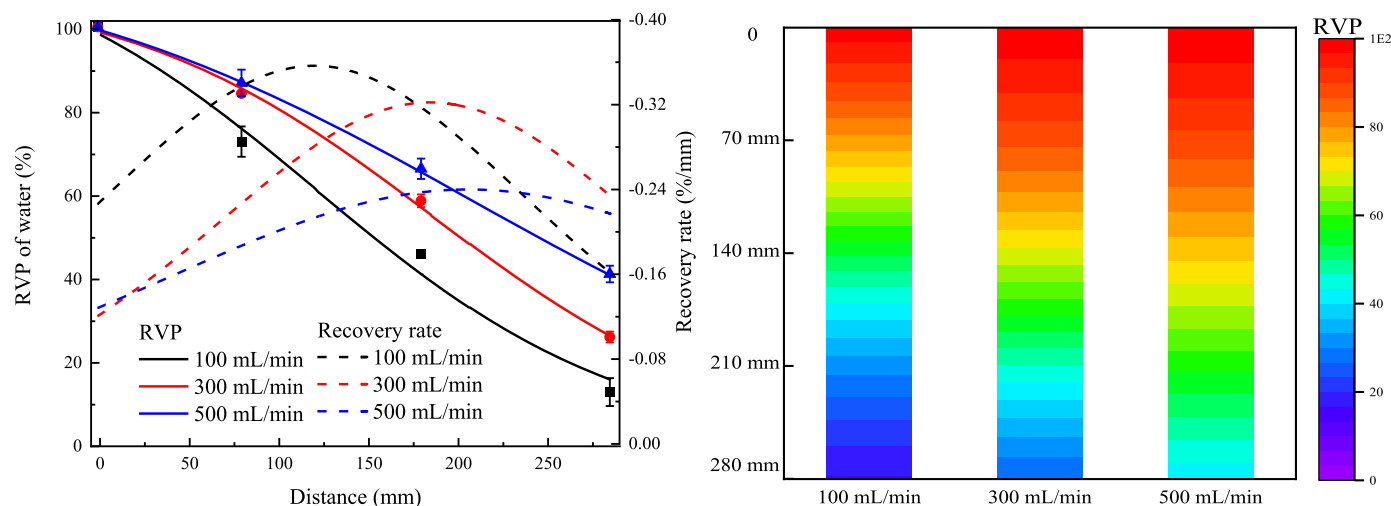 RVP of water (%)
100
80
60
40
20
0
-0.40
-0.32
-0.24
-0.16
-0.08
0.00
Recovery rate (%/mm)
RVP
100 mL/min
300 mL/min
500 mL/min
Recovery rate
100 mL/min
300 mL/min
500 mL/min
0
50
100
150
200
250
Distance (mm)
0
70 mm
140 mm
210 mm
280 mm
100 mL/min
300 mL/min
500 mL/min
RVP
1E2
80
60
40
20
0